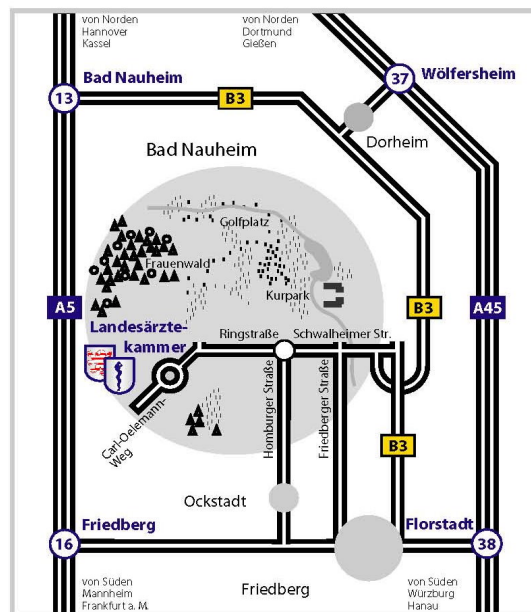 von Norden
Hannover
Kassel
von Norden
Dortmund
Gießen
Bad Nauheim
37
Wölfersheim
13
B3
Dorheim
Bad Nauheim
Golfplatz
Frauenwald
Kurpark
A5
B3
A45
Landesärzte-
kammer
Ringstraße
Schwalheimer Str.
Homburger Straße
Friedberger Straße
Carl-Oelemann-
Weg
B3
Ockstadt
Friedberg
Florstadt
16
38
von Süden
Mannheim
Frankfurt a. M.
Friedberg
von Süden
Würzburg
Hanau